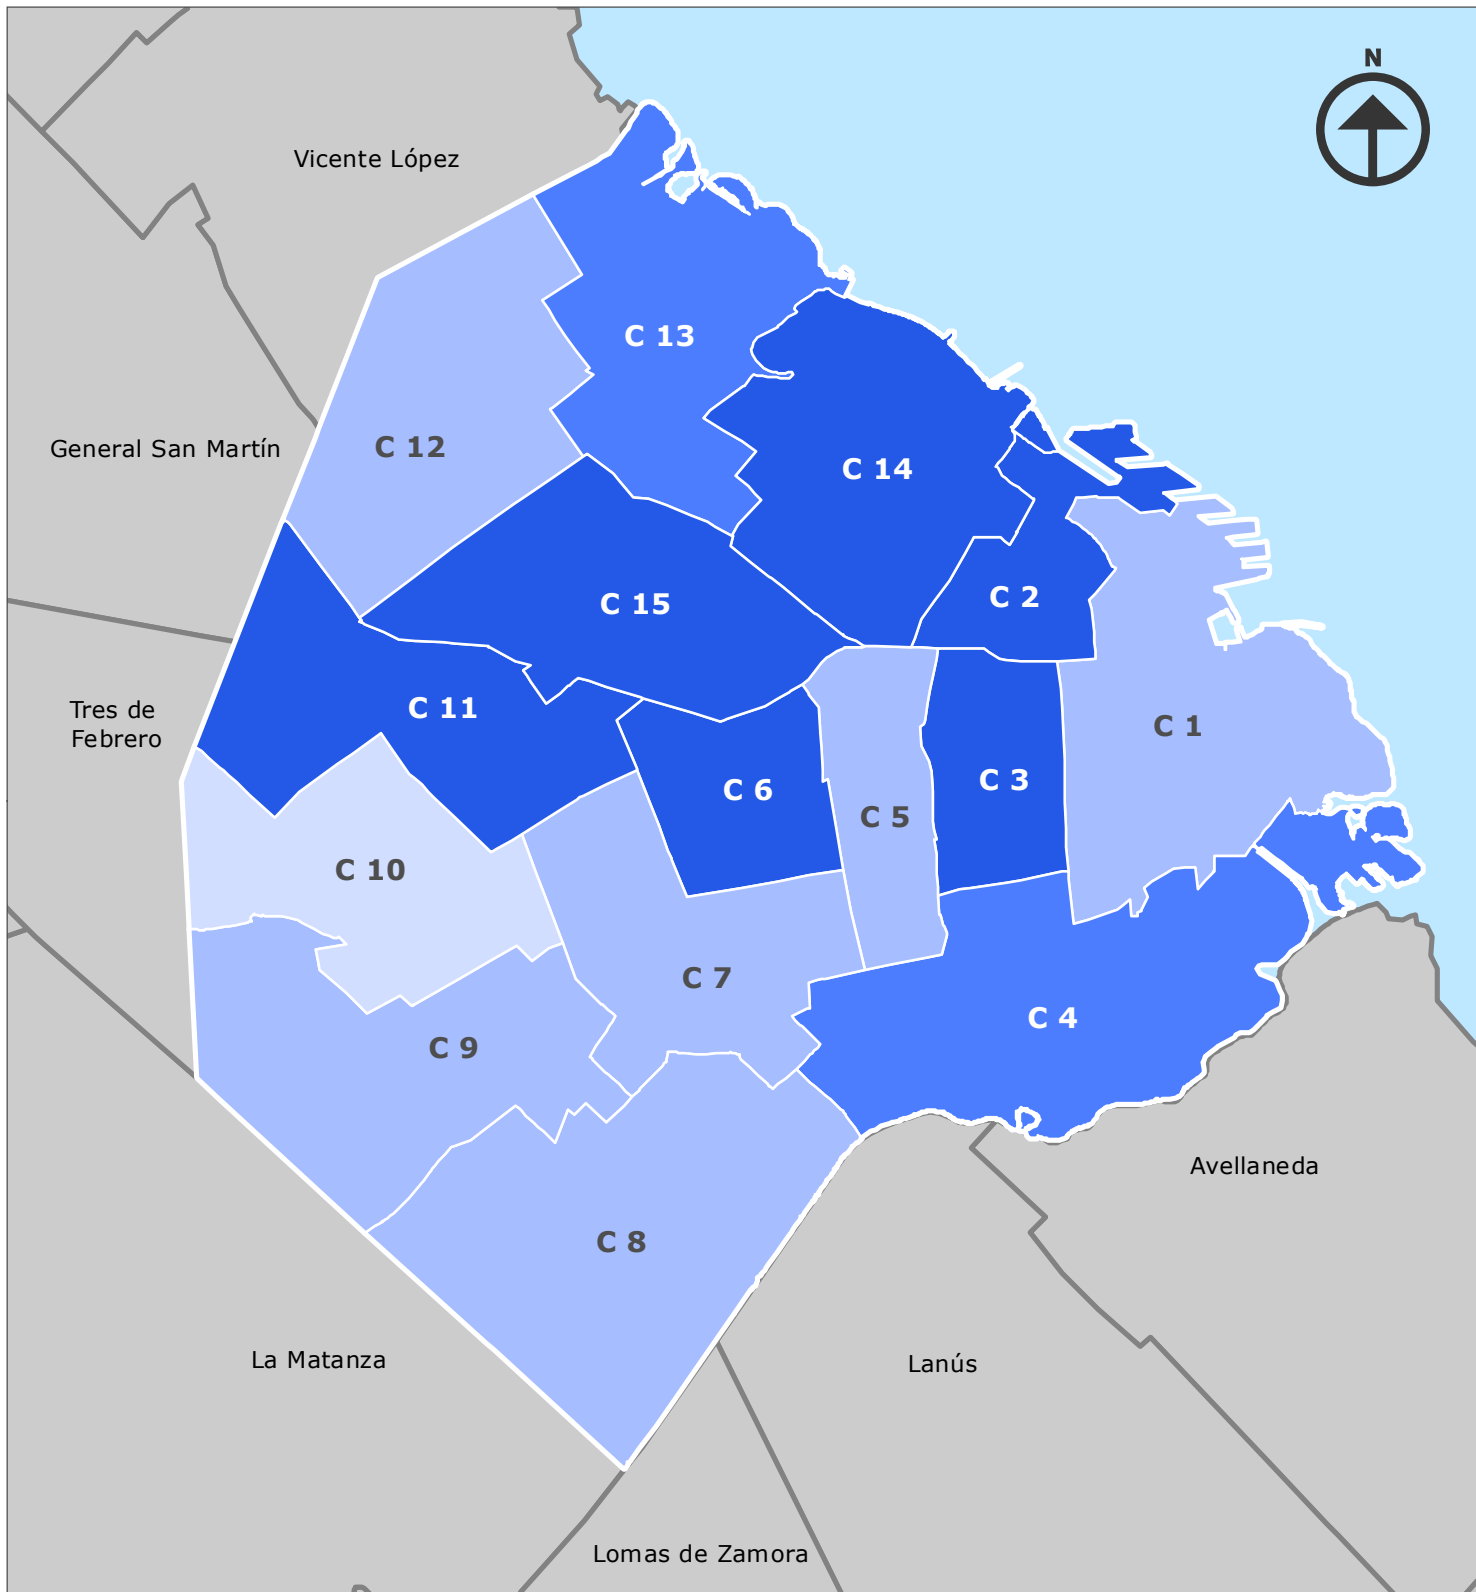 N
Vicente López
C 13
General San Martín
C 12
C 14
C 15
C 2
C 11
Tres de
Febrero
C 1
C 6
C 3
C 5
C 10
C 7
C 9
C 4
Avellaneda
C 8
La Matanza
Lanús
Lomas de Zamora